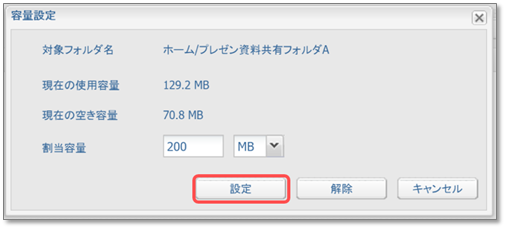 容量設定
対象フォルダ名 ホーム/プレゼン資料共有フォルダA
現在の使用容量 129.2 MB
現在の空き容量 70.8 MB
割当容量 200 MB
設定 解除 キャンセル